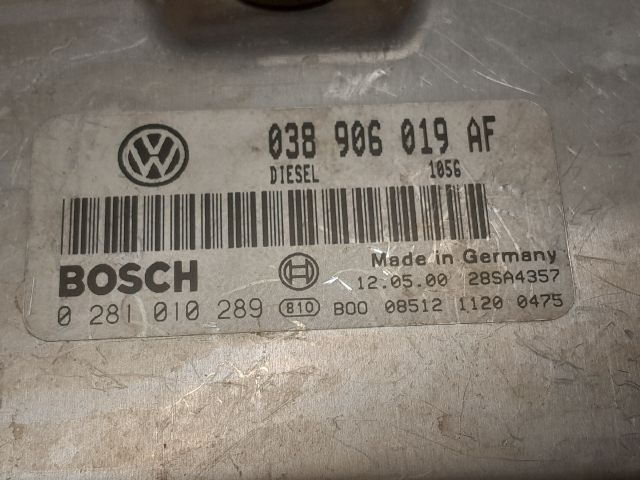 038 906 019 AF
DIESEL 1056
BOSCH
Made in Germany
12.05.00 28SA4357
0 281 010 289 810 B00 08512 1120 0475